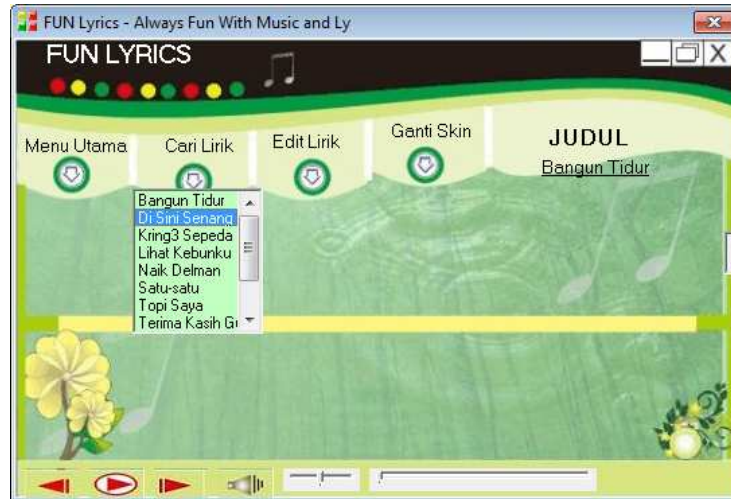 FUN Lyrics - Always Fun With Music and Ly
FUN LYRICS
Menu Utama
Cari Lirik
Edit Lirik
Ganti Skin
JUDUL
Bangun Tidur
Bangun Tidur
Di Sini Senang
Kring3 Sepeda
Lihat Kebunku
Naik Delman
Satu-satu
Topi Saya
Terima Kasih G